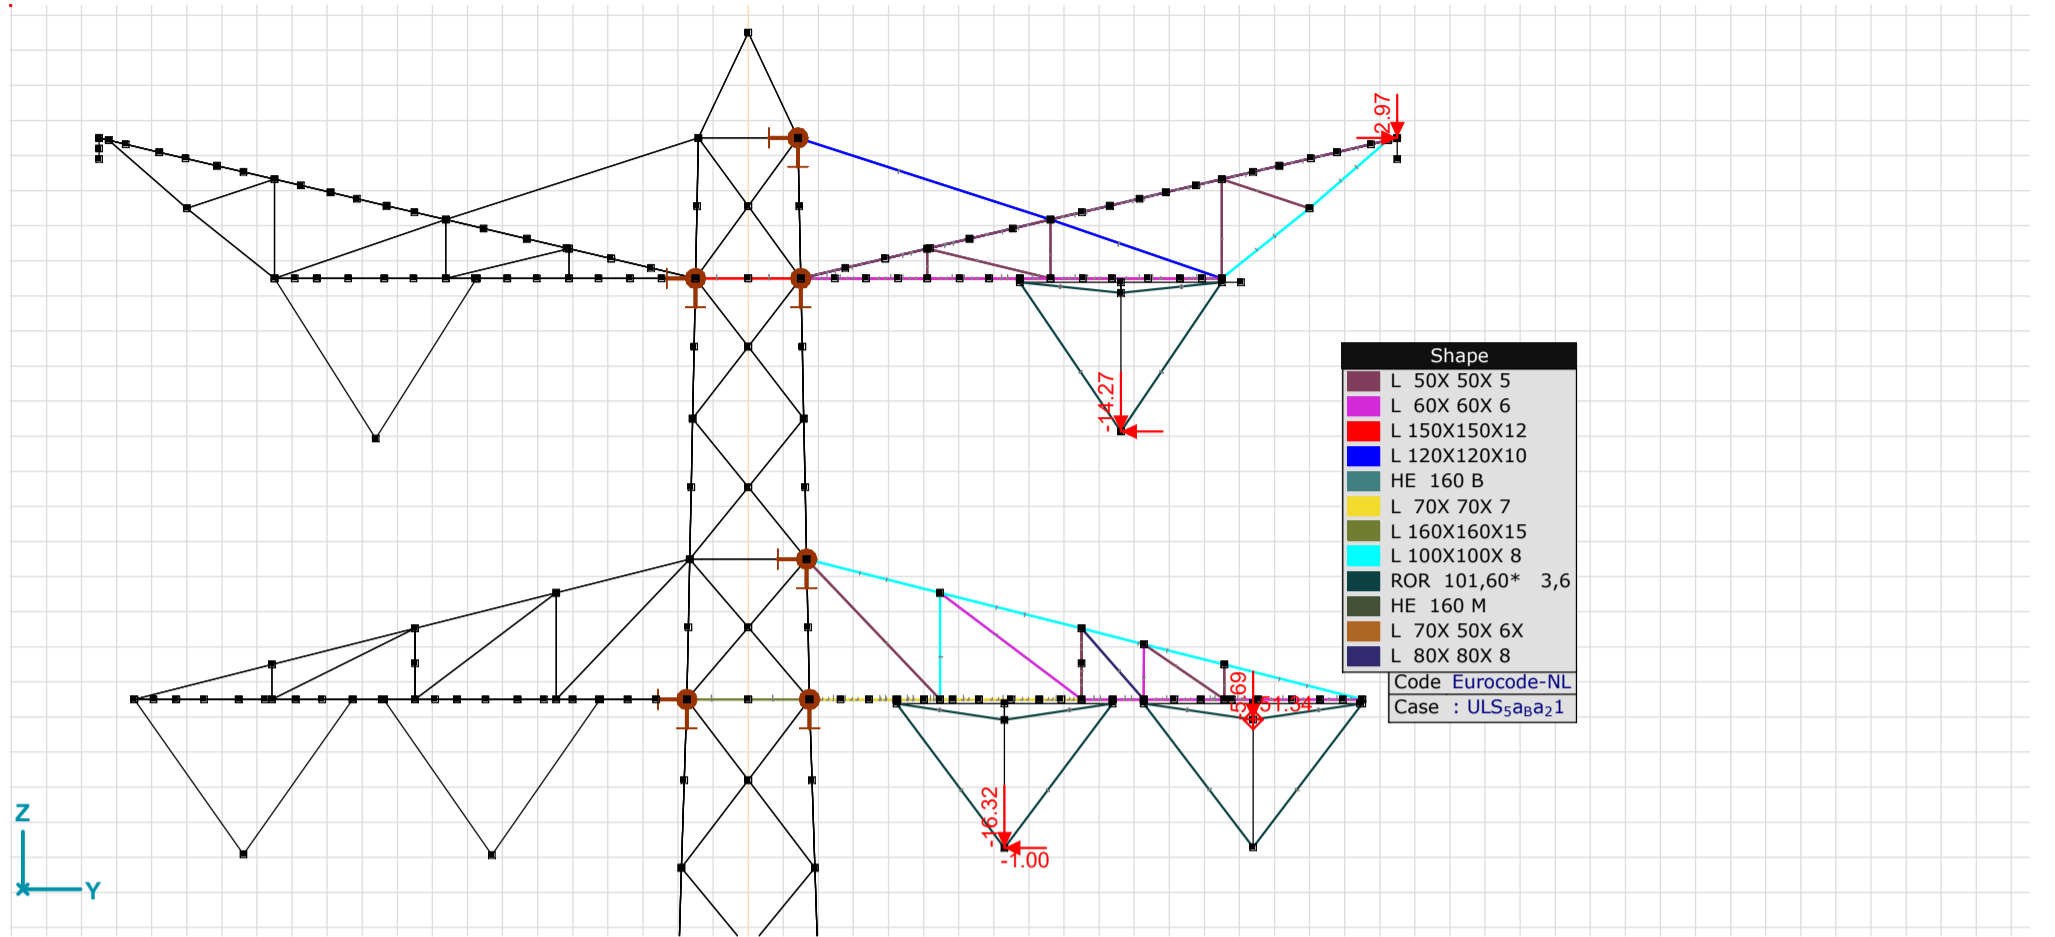 2.97
-14.27
Shape
L 50X 50X 5
L 60X 60X 6
L 150X150X12
L 120X120X10
HE 160 B
L 70X 70X 7
L 160X160X15
L 100X100X 8
ROR 101,60* 3,6
HE 160 M
L 70X 50X 6X
L 80X 80X 8
Code Eurocode-NL
Case : ULS₅aBa₂1
51.34
-16.32
-1.00
Z
Y